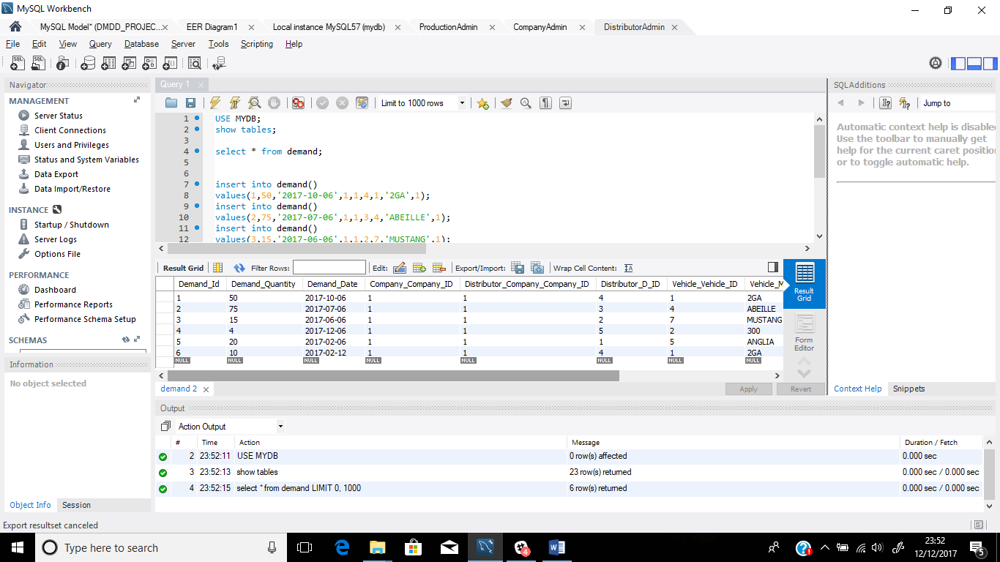 MySQL Workbench
MySQL Model* (DMDD_PROJEC... EER Diagram1 Local instance MySQL57 (mydb) ProductionAdmin CompanyAdmin DistributorAdmin
File Edit View Query Database Server Tools Scripting Help
Navigator
MANAGEMENT
Server Status
Client Connections
Users and Privileges
Status and System Variables
Data Export
Data Import/Restore
INSTANCE
Startup / Shutdown
Server Logs
Options File
PERFORMANCE
Dashboard
Performance Reports
Performance Schema Setup
SCHEMAS
Information
No object selected
Object Info Session
Query 1
Limit to 1000 rows
1 USE MYDB;
2 show tables;
3
4 select * from demand;
5
6
7 insert into demand()
8 values(1,50,'2017-10-06',1,1,4,1,'2GA',1);
9 insert into demand()
10 values(2,75,'2017-07-06',1,1,3,4,'ABEILLE',1);
11 insert into demand()
12 values(3,15,'2017-06-06',1,1,2,7,'MUSTANG',1);
Result Grid Filter Rows: Edit: Export/Import: Wrap Cell Content:
Demand_Id Demand_Quantity Demand_Date Company_Company_ID Distributor_Company_Company_ID Distributor_D_ID Vehicle_Vehicle_ID Vehicle_M
1 50 2017-10-06 1 1 4 1 2GA
2 75 2017-07-06 1 1 3 4 ABEILLE
3 15 2017-06-06 1 1 2 7 MUSTANG
4 4 2017-12-06 1 1 5 2 300
5 20 2017-02-06 1 1 1 5 ANGLIA
6 10 2017-02-12 1 1 4 1 2GA
NULL NULL NULL NULL NULL NULL NULL NULL
Result
Grid
Form
Editor
demand 2 Apply Revert
SQLAdditions
Jump to
Automatic context help is disable
Use the toolbar to manually get
help for the current caret position
or to toggle automatic help.
Context Help Snippets
Output
Action Output
# Time Action Message Duration / Fetch
2 23:52:11 USE MYDB 0 row(s) affected 0.000 sec
3 23:52:13 show tables 23 row(s) returned 0.000 sec / 0.000 sec
4 23:52:15 select * from demand LIMIT 0, 1000 6 row(s) returned 0.000 sec / 0.000 sec
Export resultset canceled
Type here to search
4
23:52
12/12/2017
5